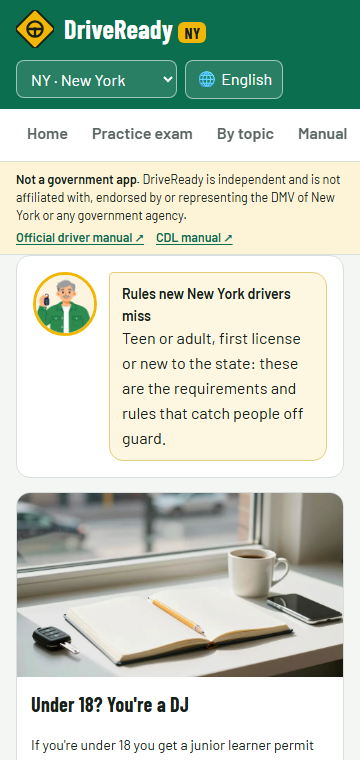 DriveReady NY
NY · New York
English
Home Practice exam By topic Manual
Not a government app. DriveReady is independent and is not
affiliated with, endorsed by or representing the DMV of New
York or any government agency.
Official driver manual ↗ CDL manual ↗
Rules new New York drivers
miss
Teen or adult, first license
or new to the state: these
are the requirements and
rules that catch people off
guard.
Under 18? You're a DJ
If you're under 18 you get a junior learner permit